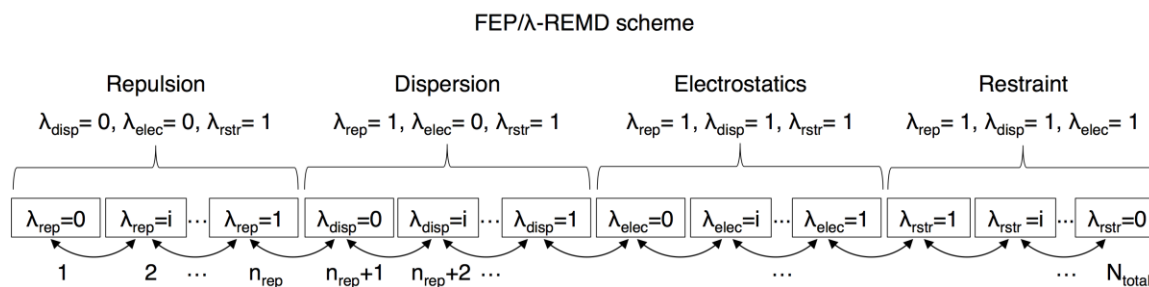 FEP/λ-REMD scheme
Repulsion Dispersion Electrostatics Restraint
λdisp= 0, λelec= 0, λrstr= 1 λrep= 1, λelec= 0, λrstr= 1 λrep= 1, λdisp= 1, λrstr= 1 λrep= 1, λdisp= 1, λelec= 1
λrep=0 λrep=i ... λrep=1 λdisp=0 λdisp=i ... λdisp=1 λelec=0 λelec=i ... λelec=1 λrstr=1 λrstr=i ... λrstr=0
1 2 ... nrep nrep+1 nrep+2 ... ... ... Ntotal